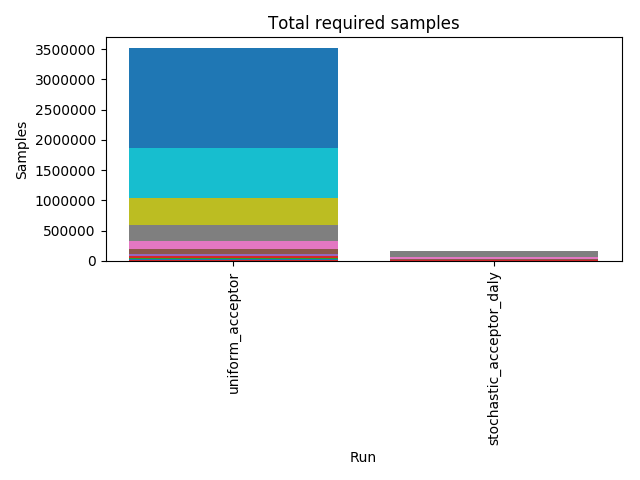 Total required samples
Samples
3500000
3000000
2500000
2000000
1500000
1000000
500000
0
uniform_acceptor
stochastic_acceptor_daly
Run